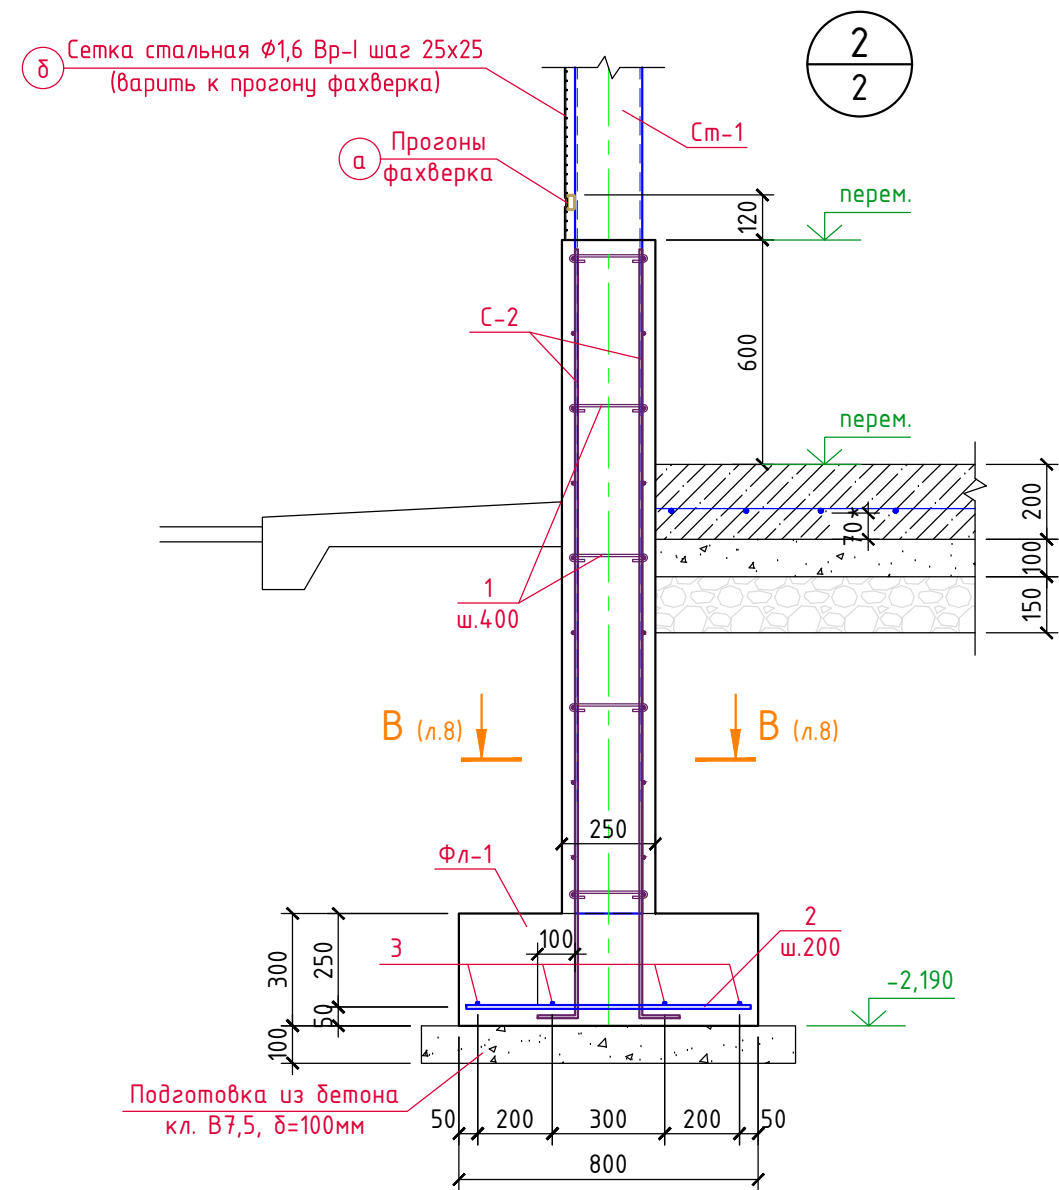 б
Сетка стальная Ф1,6 Вр-I шаг 25х25
(варить к прогону фахверка)
2
2
Ст-1
а
Прогоны
фахверка
перем.
120
С-2
600
перем.
200
70*
100
150
1
ш.400
В (л.8)
В (л.8)
250
Фл-1
2
ш.200
3
100
300
250
50
100
-2,190
Подготовка из бетона
кл. В7,5, δ=100мм
50
200
300
200
50
800